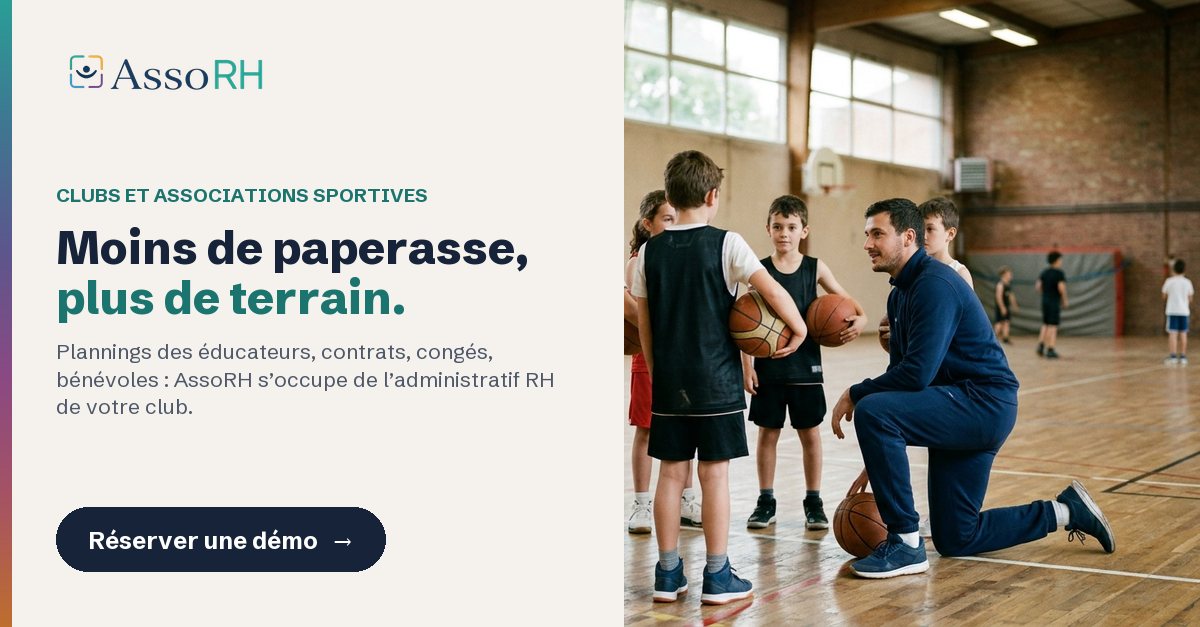 AssoRH
CLUBS ET ASSOCIATIONS SPORTIVES
Moins de paperasse,
plus de terrain.
Plannings des éducateurs, contrats, congés,
bénévoles : AssoRH s’occupe de l’administratif RH
de votre club.
Réserver une démo →